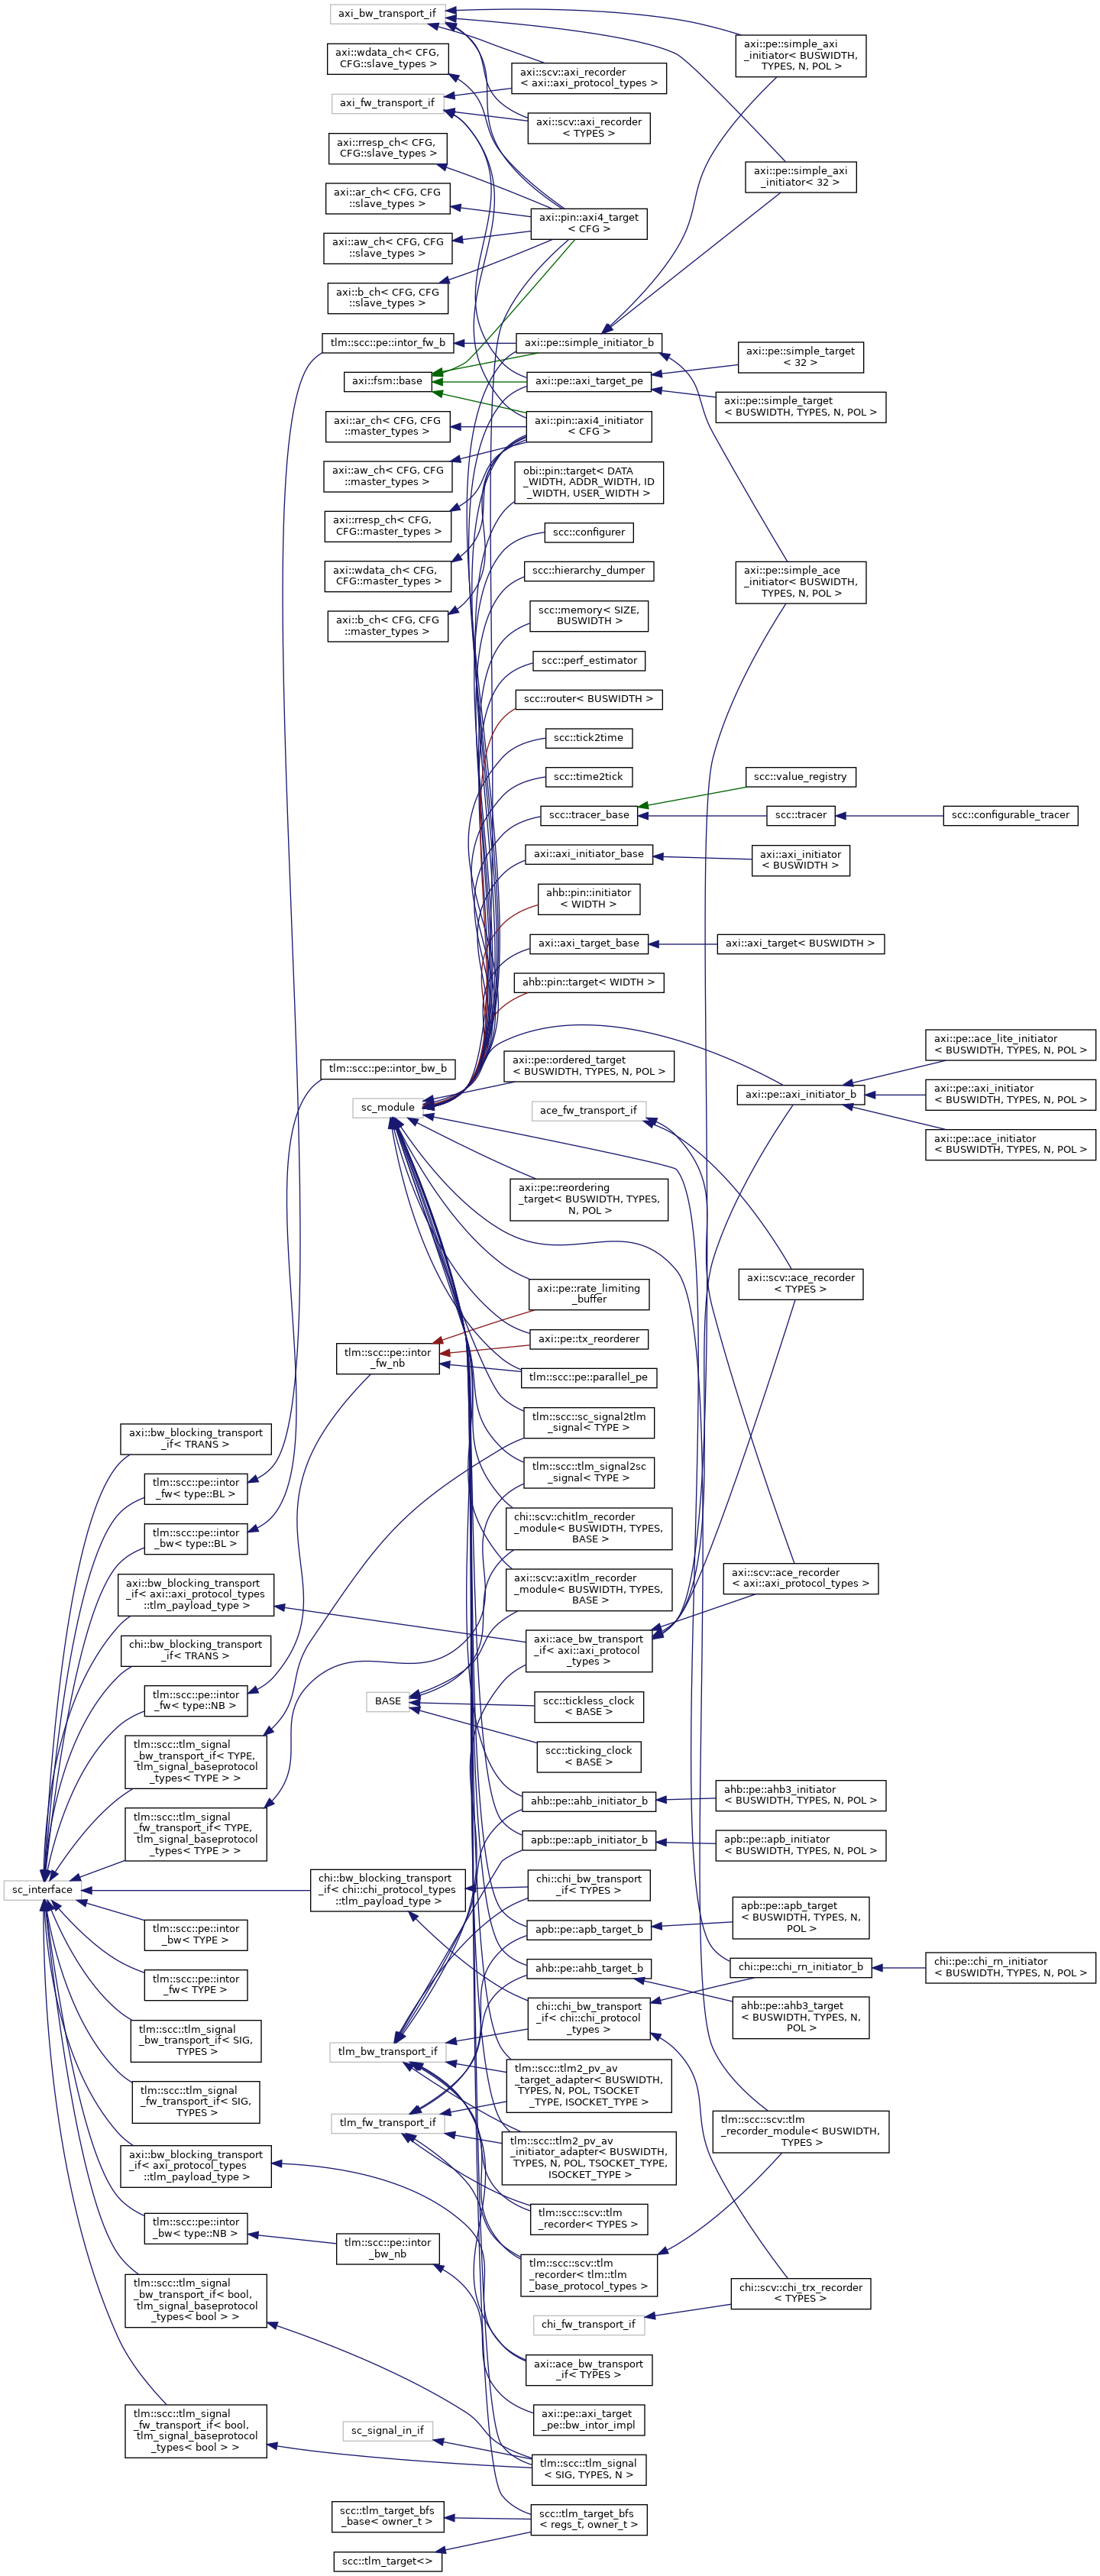 axi_bw_transport_if
axi::wdata_ch< CFG,
CFG::slave_types >
axi_fw_transport_if
axi::rresp_ch< CFG,
CFG::slave_types >
axi::ar_ch< CFG, CFG
::slave_types >
axi::aw_ch< CFG, CFG
::slave_types >
axi::b_ch< CFG, CFG
::slave_types >
tlm::scc::pe::intor_fw_b
axi::fsm::base
axi::ar_ch< CFG, CFG
::master_types >
axi::aw_ch< CFG, CFG
::master_types >
axi::rresp_ch< CFG,
CFG::master_types >
axi::wdata_ch< CFG,
CFG::master_types >
axi::b_ch< CFG, CFG
::master_types >
axi::scv::axi_recorder
< axi::axi_protocol_types >
axi::scv::axi_recorder
< TYPES >
axi::pin::axi4_target
< CFG >
axi::pe::simple_initiator_b
axi::pe::axi_target_pe
axi::pin::axi4_initiator
< CFG >
obi::pin::target< DATA
_WIDTH, ADDR_WIDTH, ID
_WIDTH, USER_WIDTH >
scc::configurer
scc::hierarchy_dumper
scc::memory< SIZE,
BUSWIDTH >
scc::perf_estimator
scc::router< BUSWIDTH >
scc::tick2time
scc::time2tick
scc::tracer_base
axi::axi_initiator_base
ahb::pin::initiator
< WIDTH >
axi::axi_target_base
ahb::pin::target< WIDTH >
axi::pe::simple_axi
_initiator< BUSWIDTH,
TYPES, N, POL >
axi::pe::simple_axi
_initiator< 32 >
axi::pe::simple_target
< 32 >
axi::pe::simple_target
< BUSWIDTH, TYPES, N, POL >
axi::pe::simple_ace
_initiator< BUSWIDTH,
TYPES, N, POL >
scc::value_registry
scc::tracer
scc::configurable_tracer
axi::axi_initiator
< BUSWIDTH >
axi::axi_target< BUSWIDTH >
tlm::scc::pe::intor_bw_b
sc_module
axi::pe::ordered_target
< BUSWIDTH, TYPES, N, POL >
ace_fw_transport_if
axi::pe::axi_initiator_b
axi::pe::ace_lite_initiator
< BUSWIDTH, TYPES, N, POL >
axi::pe::axi_initiator
< BUSWIDTH, TYPES, N, POL >
axi::pe::ace_initiator
< BUSWIDTH, TYPES, N, POL >
axi::pe::reordering
_target< BUSWIDTH, TYPES,
N, POL >
axi::pe::rate_limiting
_buffer
axi::scv::ace_recorder
< TYPES >
tlm::scc::pe::intor
_fw_nb
axi::pe::tx_reorderer
tlm::scc::pe::parallel_pe
tlm::scc::sc_signal2tlm
_signal< TYPE >
tlm::scc::tlm_signal2sc
_signal< TYPE >
chi::scv::chitlm_recorder
_module< BUSWIDTH, TYPES,
BASE >
axi::scv::axitlm_recorder
_module< BUSWIDTH, TYPES,
BASE >
axi::scv::ace_recorder
< axi::axi_protocol_types >
axi::ace_bw_transport
_if< axi::axi_protocol
_types >
BASE
scc::tickless_clock
< BASE >
scc::ticking_clock
< BASE >
axi::bw_blocking_transport
_if< TRANS >
tlm::scc::pe::intor
_fw< type::BL >
tlm::scc::pe::intor
_bw< type::BL >
axi::bw_blocking_transport
_if< axi::axi_protocol_types
::tlm_payload_type >
chi::bw_blocking_transport
_if< TRANS >
tlm::scc::pe::intor
_fw< type::NB >
tlm::scc::tlm_signal
_bw_transport_if< TYPE,
tlm_signal_baseprotocol
_types< TYPE > >
tlm::scc::tlm_signal
_fw_transport_if< TYPE,
tlm_signal_baseprotocol
_types< TYPE > >
sc_interface
chi::bw_blocking_transport
_if< chi::chi_protocol_types
::tlm_payload_type >
tlm::scc::pe::intor
_bw< TYPE >
tlm::scc::pe::intor
_fw< TYPE >
tlm::scc::tlm_signal
_bw_transport_if< SIG,
TYPES >
tlm::scc::tlm_signal
_fw_transport_if< SIG,
TYPES >
axi::bw_blocking_transport
_if< axi_protocol_types
::tlm_payload_type >
tlm::scc::pe::intor
_bw< type::NB >
tlm::scc::tlm_signal
_bw_transport_if< bool,
tlm_signal_baseprotocol
_types< bool > >
tlm::scc::tlm_signal
_fw_transport_if< bool,
tlm_signal_baseprotocol
_types< bool > >
ahb::pe::ahb_initiator_b
ahb::pe::ahb3_initiator
< BUSWIDTH, TYPES, N, POL >
apb::pe::apb_initiator_b
apb::pe::apb_initiator
< BUSWIDTH, TYPES, N, POL >
chi::chi_bw_transport
_if< TYPES >
apb::pe::apb_target_b
apb::pe::apb_target
< BUSWIDTH, TYPES, N,
POL >
ahb::pe::ahb_target_b
chi::pe::chi_rn_initiator_b
chi::pe::chi_rn_initiator
< BUSWIDTH, TYPES, N, POL >
ahb::pe::ahb3_target
< BUSWIDTH, TYPES, N,
POL >
chi::chi_bw_transport
_if< chi::chi_protocol
_types >
tlm_bw_transport_if
tlm::scc::tlm2_pv_av
_target_adapter< BUSWIDTH,
TYPES, N, POL, TSOCKET
_TYPE, ISOCKET_TYPE >
tlm_fw_transport_if
tlm::scc::tlm2_pv_av
_initiator_adapter< BUSWIDTH,
TYPES, N, POL, TSOCKET_TYPE,
ISOCKET_TYPE >
tlm::scc::scv::tlm
_recorder_module< BUSWIDTH,
TYPES >
tlm::scc::scv::tlm
_recorder< TYPES >
tlm::scc::pe::intor
_bw_nb
tlm::scc::scv::tlm
_recorder< tlm::tlm
_base_protocol_types >
chi::scv::chi_trx_recorder
< TYPES >
chi_fw_transport_if
axi::ace_bw_transport
_if< TYPES >
axi::pe::axi_target
_pe::bw_intor_impl
sc_signal_in_if
tlm::scc::tlm_signal
< SIG, TYPES, N >
scc::tlm_target_bfs
_base< owner_t >
scc::tlm_target_bfs
< regs_t, owner_t >
scc::tlm_target<>